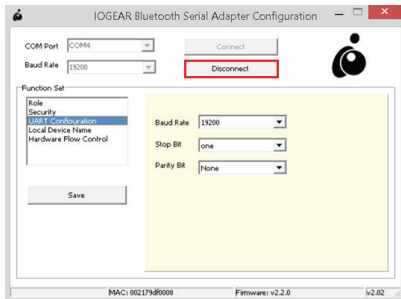 IOGEAR Bluetooth Serial Adapter Configuration
COM Port COM4 Connect
Baud Rate 19200 Disconnect
Function Set
Role
Security
UART Configuration
Local Device Name
Hardware Flow Control
Save
Baud Rate 19200
Stop Bit one
Parity Bit None
MAC: 002179df0008 Firmware: v2.2.0 v2.02